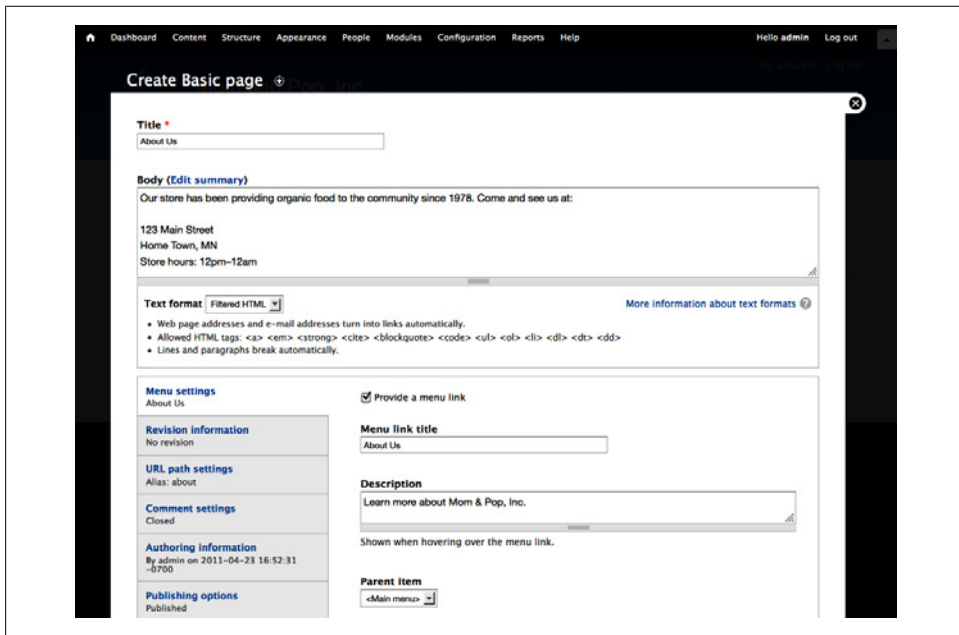 Dashboard Content Structure Appearance People Modules Configuration Reports Help Hello admin Log out
My account Log out
Create Basic page
Pop, Inc
Title *
About Us
Body (Edit summary)
Our store has been providing organic food to the community since 1978. Come and see us at:
123 Main Street
Home Town, MN
Store hours: 12pm–12am
Text format Filtered HTML More information about text formats ?
• Web page addresses and e-mail addresses turn into links automatically.
• Allowed HTML tags: <a> <em> <strong> <cite> <blockquote> <code> <ul> <ol> <li> <dl> <dt> <dd>
• Lines and paragraphs break automatically.
Menu settings
About Us
Revision information
No revision
URL path settings
Alias: about
Comment settings
Closed
Authoring information
By admin on 2011-04-23 16:52:31
-0700
Publishing options
Published
Provide a menu link
Menu link title
About Us
Description
Learn more about Mom & Pop, Inc.
Shown when hovering over the menu link.
Parent item
<Main menu>